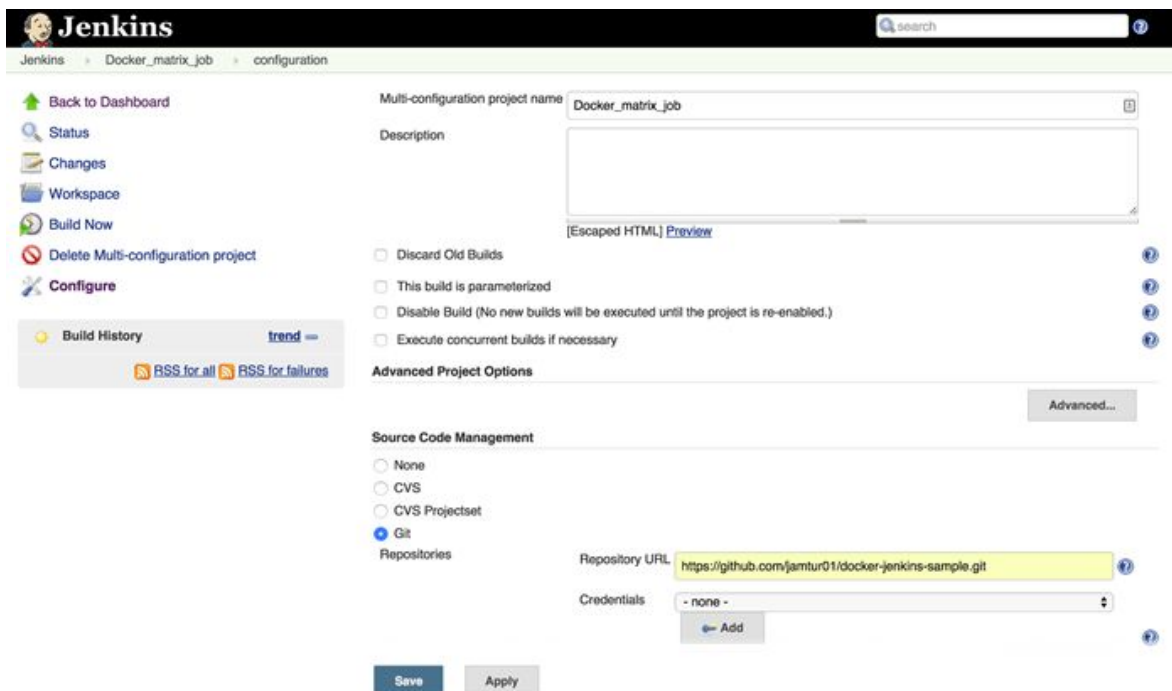 Jenkins
search
Jenkins Docker_matrix_job configuration
Back to Dashboard
Status
Changes
Workspace
Build Now
Delete Multi-configuration project
Configure
Build History trend
RSS for all RSS for failures
Multi-configuration project name Docker_matrix_job
Description
[Escaped HTML] Preview
Discard Old Builds
This build is parameterized
Disable Build (No new builds will be executed until the project is re-enabled.)
Execute concurrent builds if necessary
Advanced Project Options
Advanced...
Source Code Management
None
CVS
CVS Projectset
Git
Repositories
Repository URL https://github.com/jamtur01/docker-jenkins-sample.git
Credentials - none -
Add
Save Apply